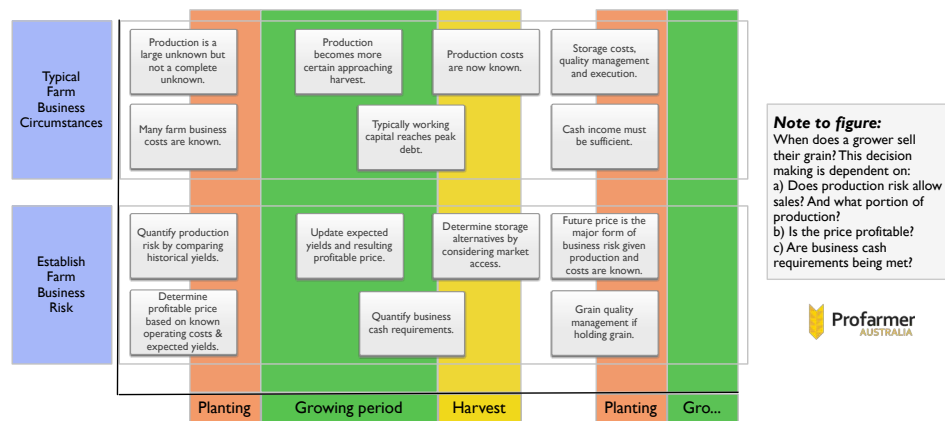 Typical
Farm
Business
Circumstances
Production is a
large unknown but
not a complete
unknown.
Production
becomes more
certain approaching
harvest.
Production costs
are now known.
Storage costs,
quality management
and execution.
Many farm business
costs are known.
Typically working
capital reaches peak
debt.
Cash income must
be sufficient.
Establish
Farm
Business
Risk
Quantify production
risk by comparing
historical yields.
Update expected
yields and resulting
profitable price.
Determine storage
alternatives by
considering market
access.
Future price is the
major form of
business risk given
production and
costs are known.
Determine
profitable price
based on known
operating costs &
expected yields.
Quantify business
cash requirements.
Grain quality
management if
holding grain.
Planting
Growing period
Harvest
Planting
Gro...
Note to figure:
When does a grower sell
their grain? This decision
making is dependent on:
a) Does production risk allow
sales? And what portion of
production?
b) Is the price profitable?
c) Are business cash
requirements being met?
Profarmer
AUSTRALIA